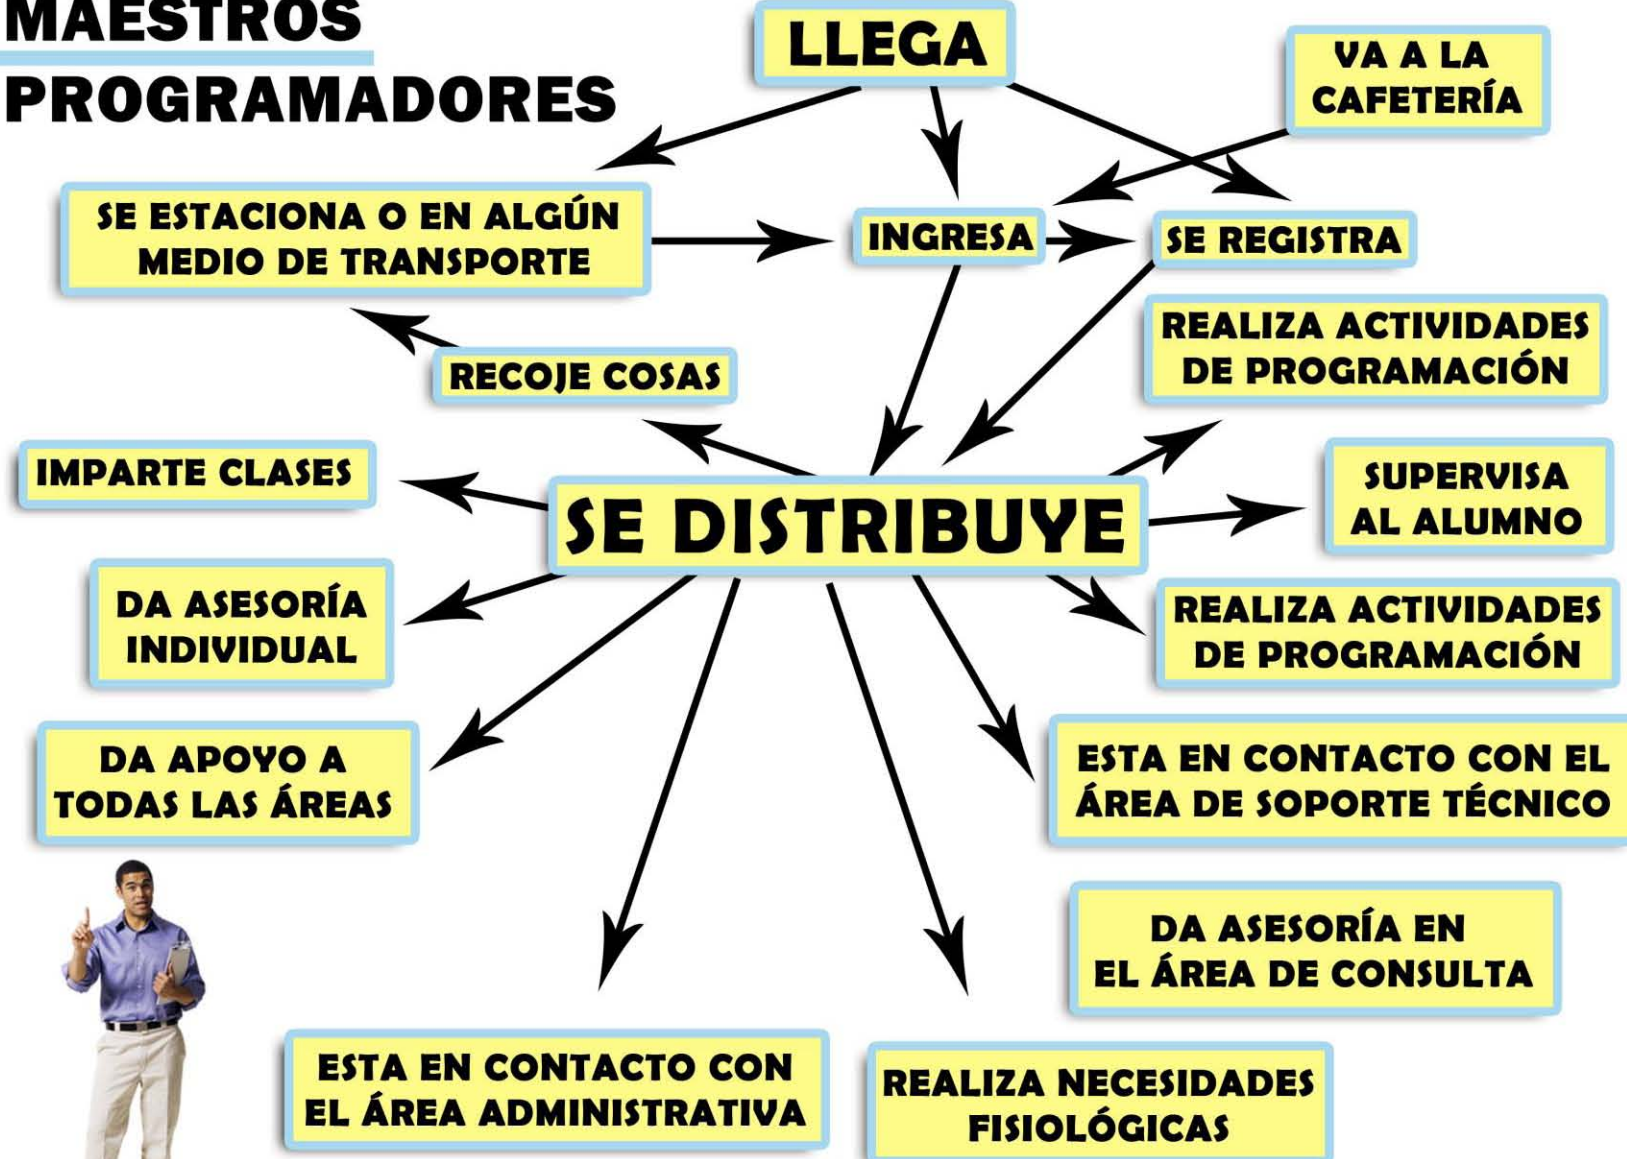 MAESTROS
PROGRAMADORES
LLEGA
VA A LA
CAFETERÍA
SE ESTACIONA O EN ALGÚN
MEDIO DE TRANSPORTE
INGRESA
SE REGISTRA
RECOJE COSAS
REALIZA ACTIVIDADES
DE PROGRAMACIÓN
IMPARTE CLASES
SE DISTRIBUYE
SUPERVISA
AL ALUMNO
DA ASESORÍA
INDIVIDUAL
REALIZA ACTIVIDADES
DE PROGRAMACIÓN
DA APOYO A
TODAS LAS ÁREAS
ESTA EN CONTACTO CON EL
ÁREA DE SOPORTE TÉCNICO
DA ASESORÍA EN
EL ÁREA DE CONSULTA
ESTA EN CONTACTO CON
EL ÁREA ADMINISTRATIVA
REALIZA NECESIDADES
FISIOLÓGICAS